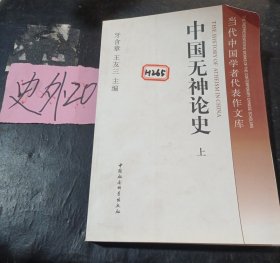 史外20
当代中国学者代表作文库
THE HISTORY OF ATHEISM IN CHINA
中国无神论史
上
牙含章 王友三 主编
H265
中国社会科学出版社